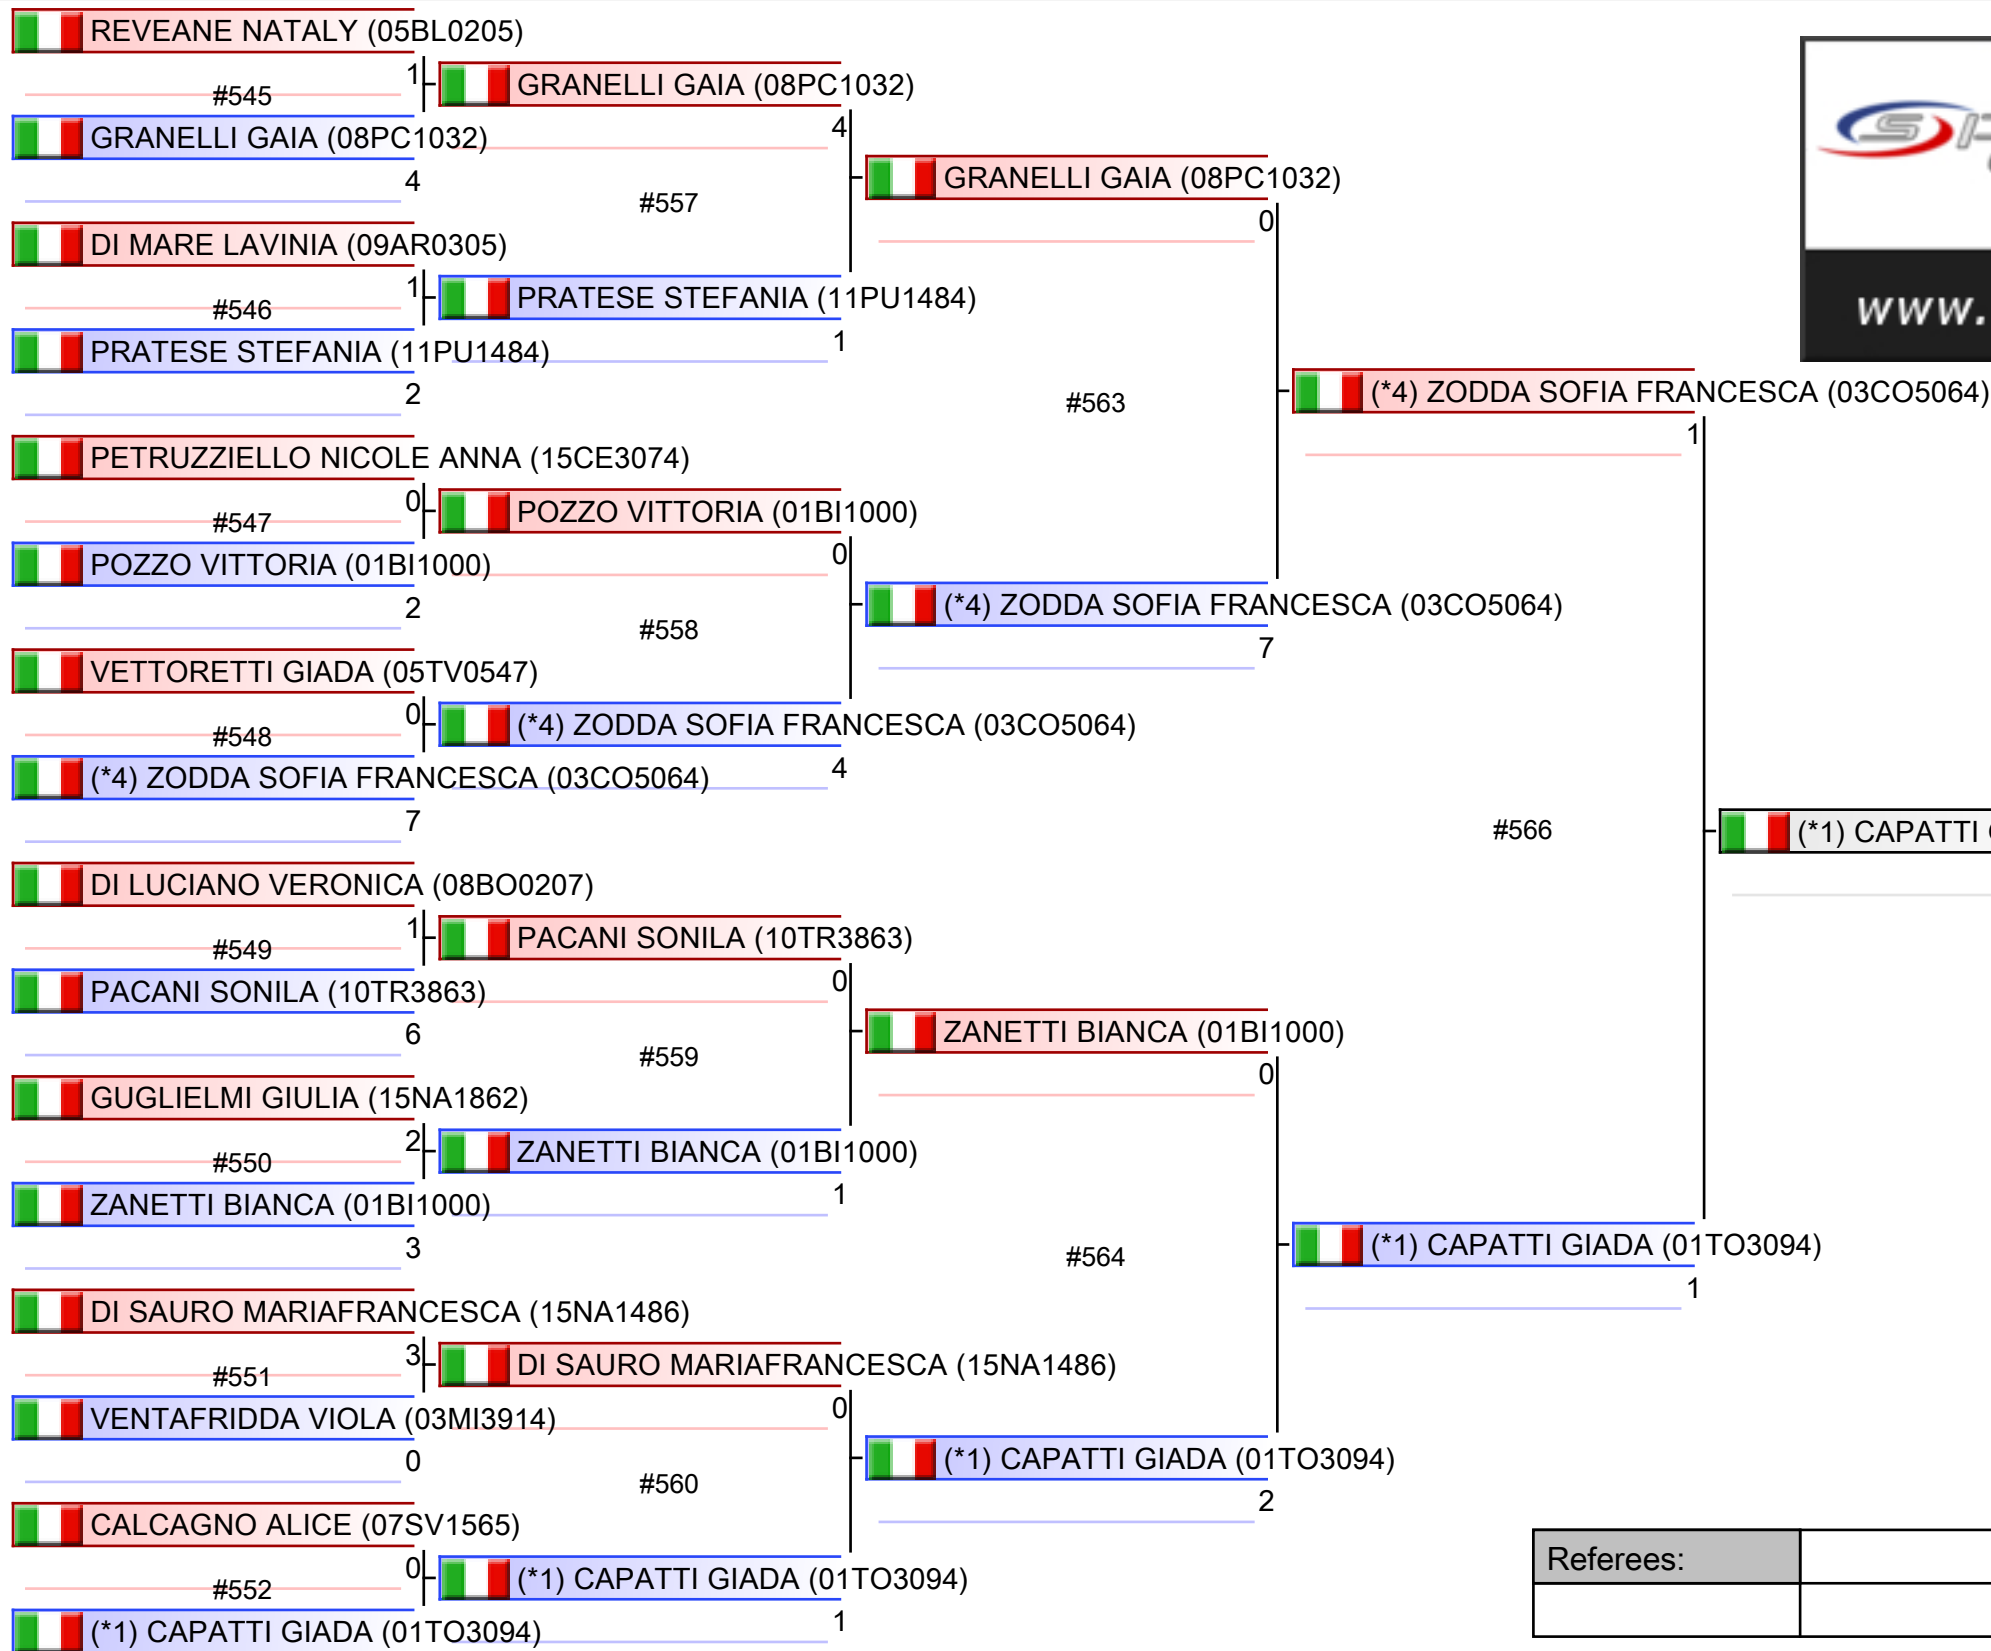 REVEANE NATALY (05BL0205)
1
#545
GRANELLI GAIA (08PC1032)
4
DI MARE LAVINIA (09AR0305)
1
#546
PRATESE STEFANIA (11PU1484)
2
PETRUZZIELLO NICOLE ANNA (15CE3074)
0
#547
POZZO VITTORIA (01BI1000)
2
VETTORETTI GIADA (05TV0547)
0
#548
(*4) ZODDA SOFIA FRANCESCA (03CO5064)
7
DI LUCIANO VERONICA (08BO0207)
1
#549
PACANI SONILA (10TR3863)
6
GUGLIELMI GIULIA (15NA1862)
2
#550
ZANETTI BIANCA (01BI1000)
3
DI SAURO MARIAFRANCESCA (15NA1486)
3
#551
VENTAFRIDDA VIOLA (03MI3914)
0
CALCAGNO ALICE (07SV1565)
0
#552
(*1) CAPATTI GIADA (01TO3094)
GRANELLI GAIA (08PC1032)
4
#557
PRATESE STEFANIA (11PU1484)
1
POZZO VITTORIA (01BI1000)
0
#558
(*4) ZODDA SOFIA FRANCESCA (03CO5064)
4
PACANI SONILA (10TR3863)
0
#559
ZANETTI BIANCA (01BI1000)
1
DI SAURO MARIAFRANCESCA (15NA1486)
0
#560
(*1) CAPATTI GIADA (01TO3094)
1
GRANELLI GAIA (08PC1032)
0
#563
(*4) ZODDA SOFIA FRANCESCA (03CO5064)
7
ZANETTI BIANCA (01BI1000)
0
#564
(*1) CAPATTI GIADA (01TO3094)
2
(*4) ZODDA SOFIA FRANCESCA (03CO5064)
1
#566
(*1) CAPATTI GIADA (01TO3094)
1
(*1) CAPATTI
www.
Referees: